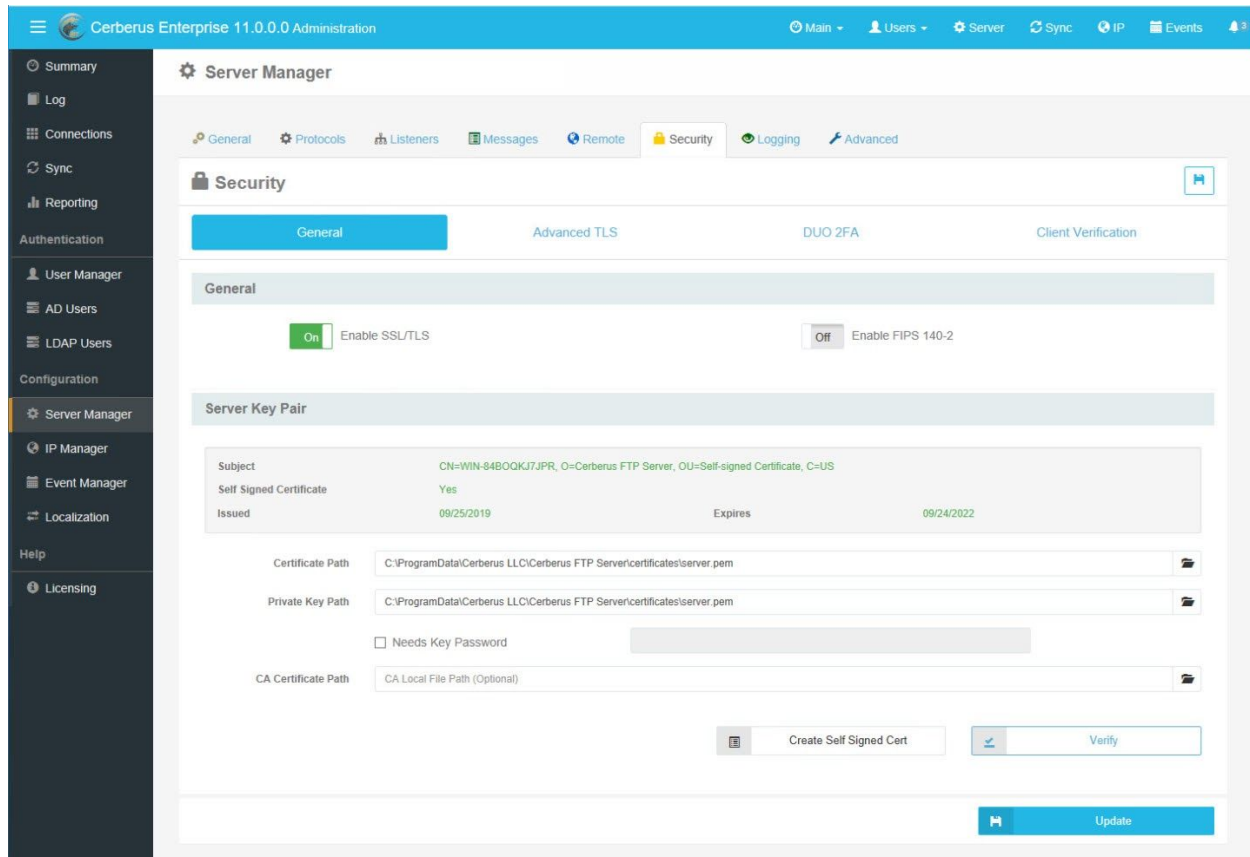 Cerberus Enterprise 11.0.0.0 Administration
Main Users Server Sync IP Events 3
Summary
Log
Connections
Sync
Reporting
Authentication
User Manager
AD Users
LDAP Users
Configuration
Server Manager
IP Manager
Event Manager
Localization
Help
Licensing
Server Manager
General Protocols Listeners Messages Remote Security Logging Advanced
Security
General Advanced TLS DUO 2FA Client Verification
General
On Enable SSL/TLS Off Enable FIPS 140-2
Server Key Pair
Subject CN=WIN-84BOQKJ7JPR, O=Cerberus FTP Server, OU=Self-signed Certificate, C=US
Self Signed Certificate Yes
Issued 09/25/2019 Expires 09/24/2022
Certificate Path C:\ProgramData\Cerberus LLC\Cerberus FTP Server\certificates\server.pem
Private Key Path C:\ProgramData\Cerberus LLC\Cerberus FTP Server\certificates\server.pem
Needs Key Password
CA Certificate Path CA Local File Path (Optional)
Create Self Signed Cert Verify
Update